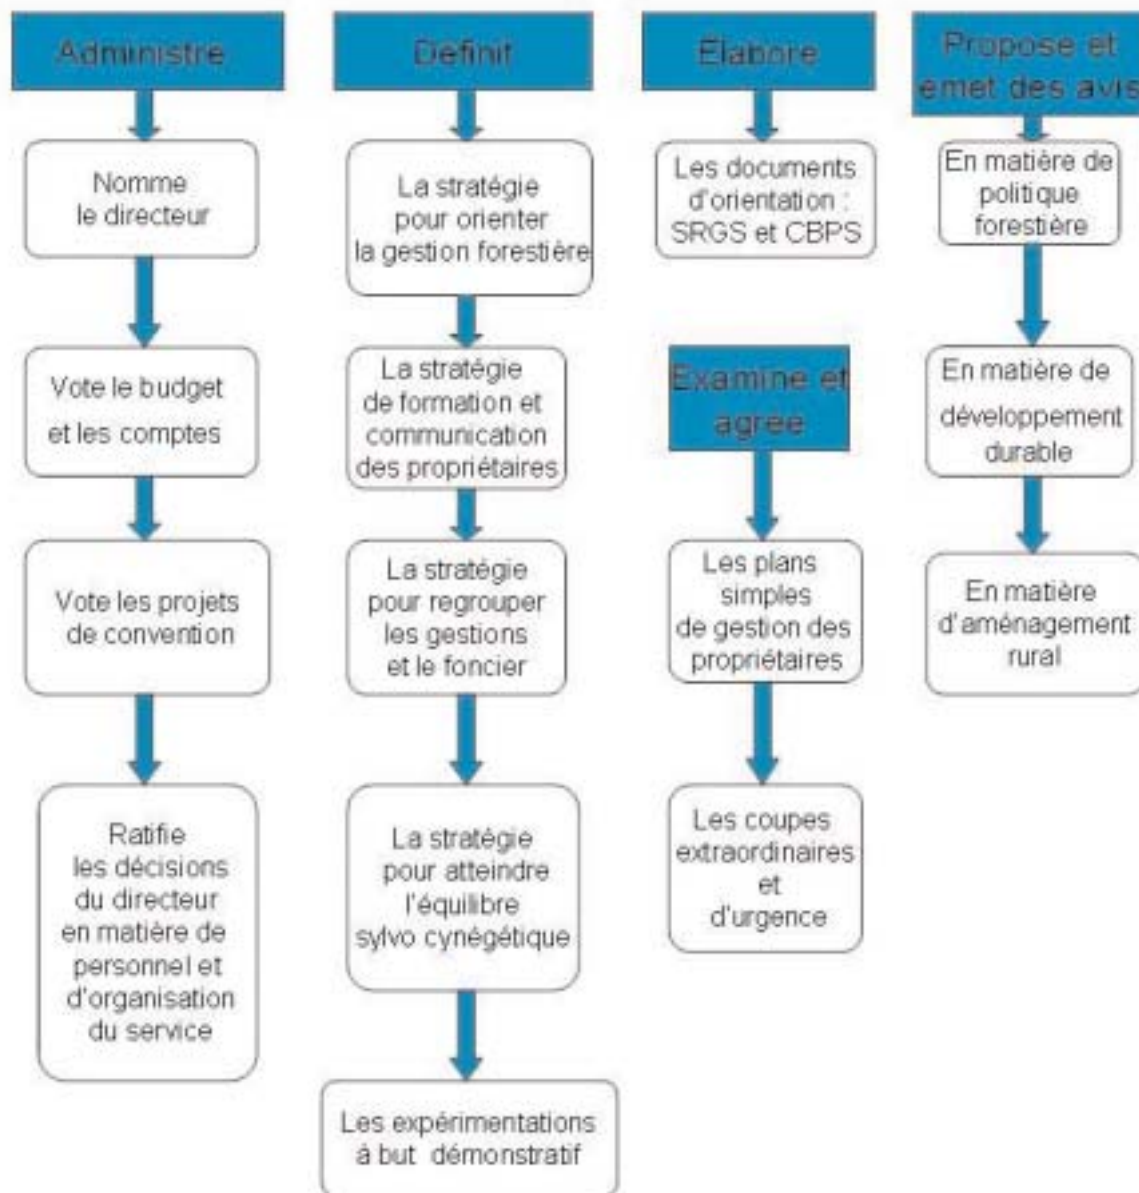 Administre
Nomme
le directeur
Vote le budget
et les comptes
Vote les projets
de convention
Ratifie
les décisions
du directeur
en matière de
personnel et
d'organisation
du service
Définit
La stratégie
pour orienter
la gestion forestière
La stratégie
de formation et
communication
des propriétaires
La stratégie
pour regrouper
les gestions
et le foncier
La stratégie
pour atteindre
l'équilibre
sylvo cynégétique
Les expérimentations
à but démonstratif
Elabore
Les documents
d'orientation :
SRGS et CBPS
Examine et
agrée
Les plans
simples
de gestion des
propriétaires
Les coupes
extraordinaires
et
d'urgence
Propose et
émet des avis
En matière de
politique
forestière
En matière de
développement
durable
En matière
d'aménagement
rural